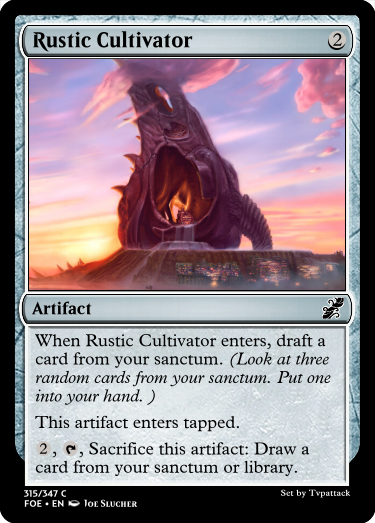 Rustic Cultivator 2
Artifact
When Rustic Cultivator enters, draft a
card from your sanctum. (Look at three
random cards from your sanctum. Put one
into your hand. )
This artifact enters tapped.
2 , , Sacrifice this artifact: Draw a
card from your sanctum or library.
315/347 C
FOE • EN Joe Slucher
Set by Tvpattack